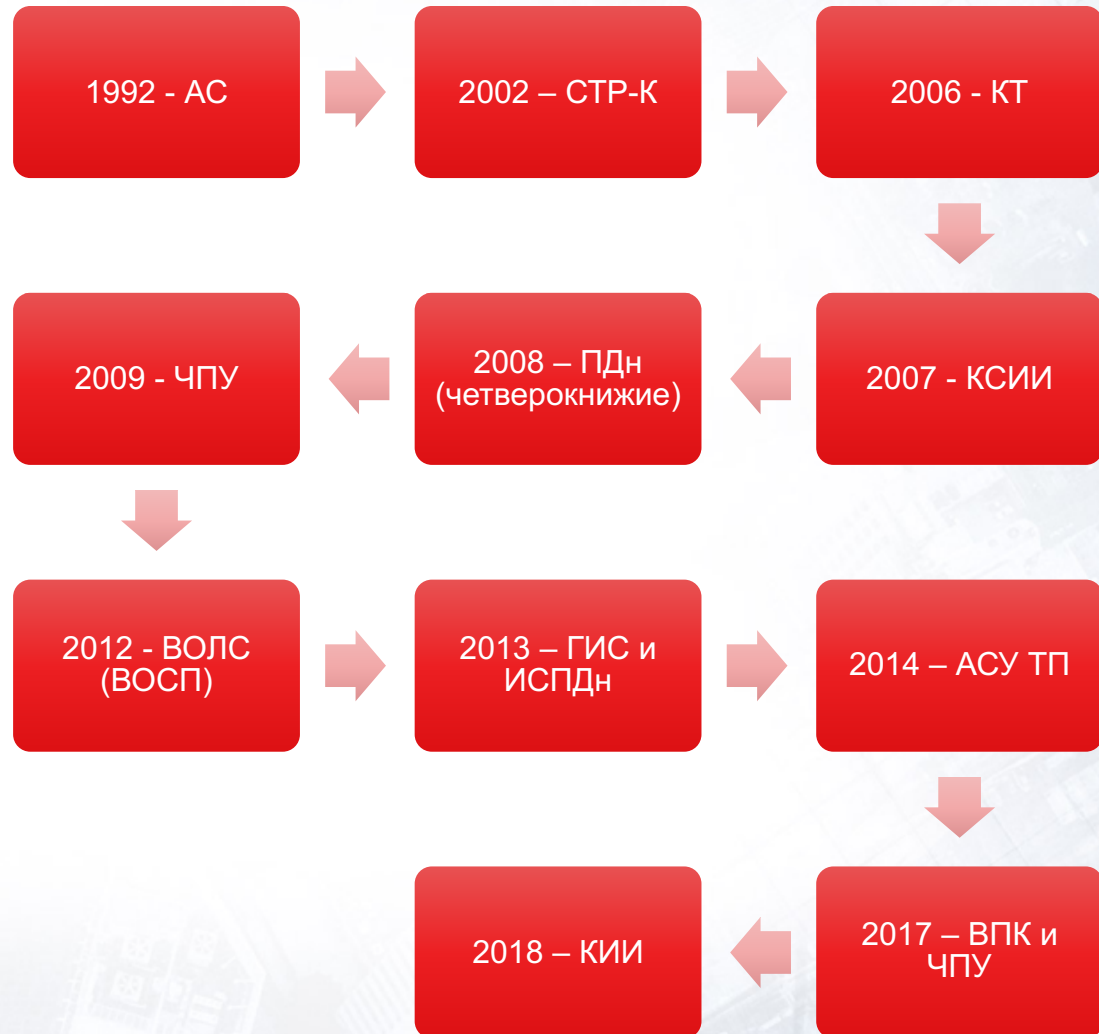 1992 - АС
2002 – СТР-К
2006 - КТ
2007 - КСИИ
2008 – ПДн
(четверокнижие)
2009 - ЧПУ
2012 - ВОЛС
(ВОСП)
2013 – ГИС и
ИСПДн
2014 – АСУ ТП
2017 – ВПК и
ЧПУ
2018 – КИИ